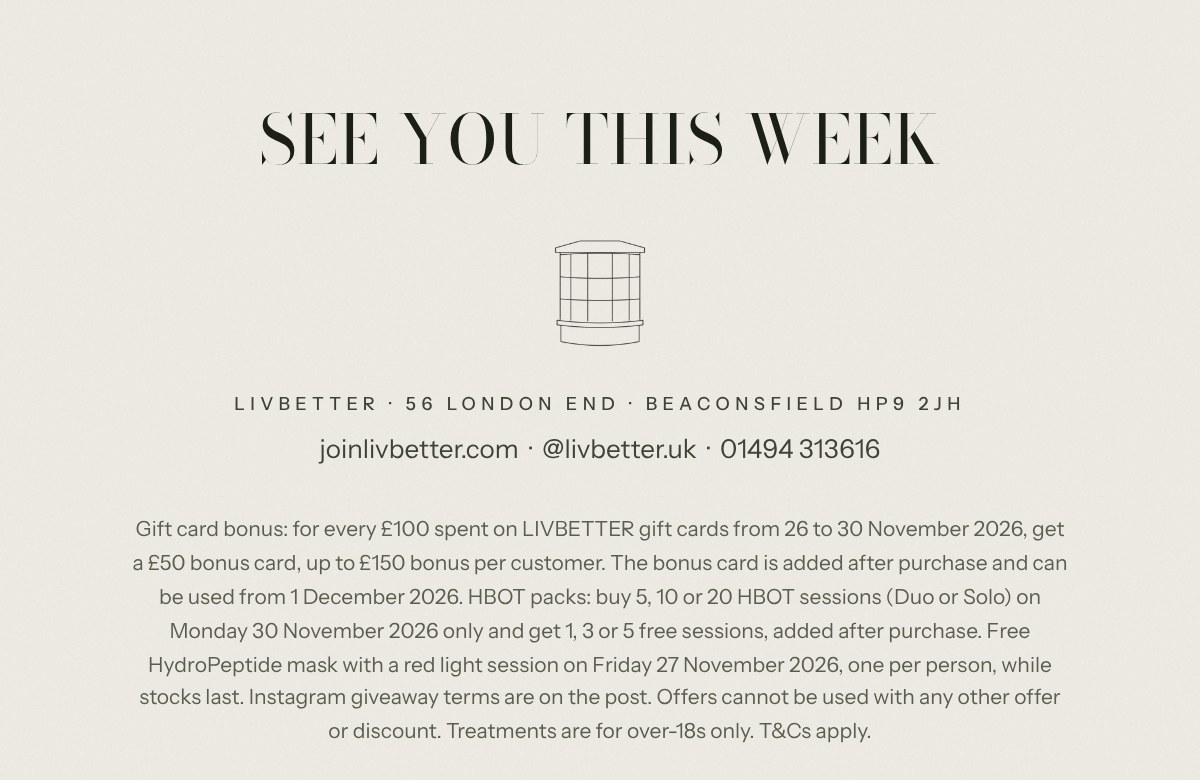 SEE YOU THIS WEEK
LIVBETTER · 56 LONDON END · BEACONSFIELD HP9 2JH
joinlivbetter.com · @livbetter.uk · 01494 313616
Gift card bonus: for every £100 spent on LIVBETTER gift cards from 26 to 30 November 2026, get
a £50 bonus card, up to £150 bonus per customer. The bonus card is added after purchase and can
be used from 1 December 2026. HBOT packs: buy 5, 10 or 20 HBOT sessions (Duo or Solo) on
Monday 30 November 2026 only and get 1, 3 or 5 free sessions, added after purchase. Free
HydroPeptide mask with a red light session on Friday 27 November 2026, one per person, while
stocks last. Instagram giveaway terms are on the post. Offers cannot be used with any other offer
or discount. Treatments are for over-18s only. T&Cs apply.